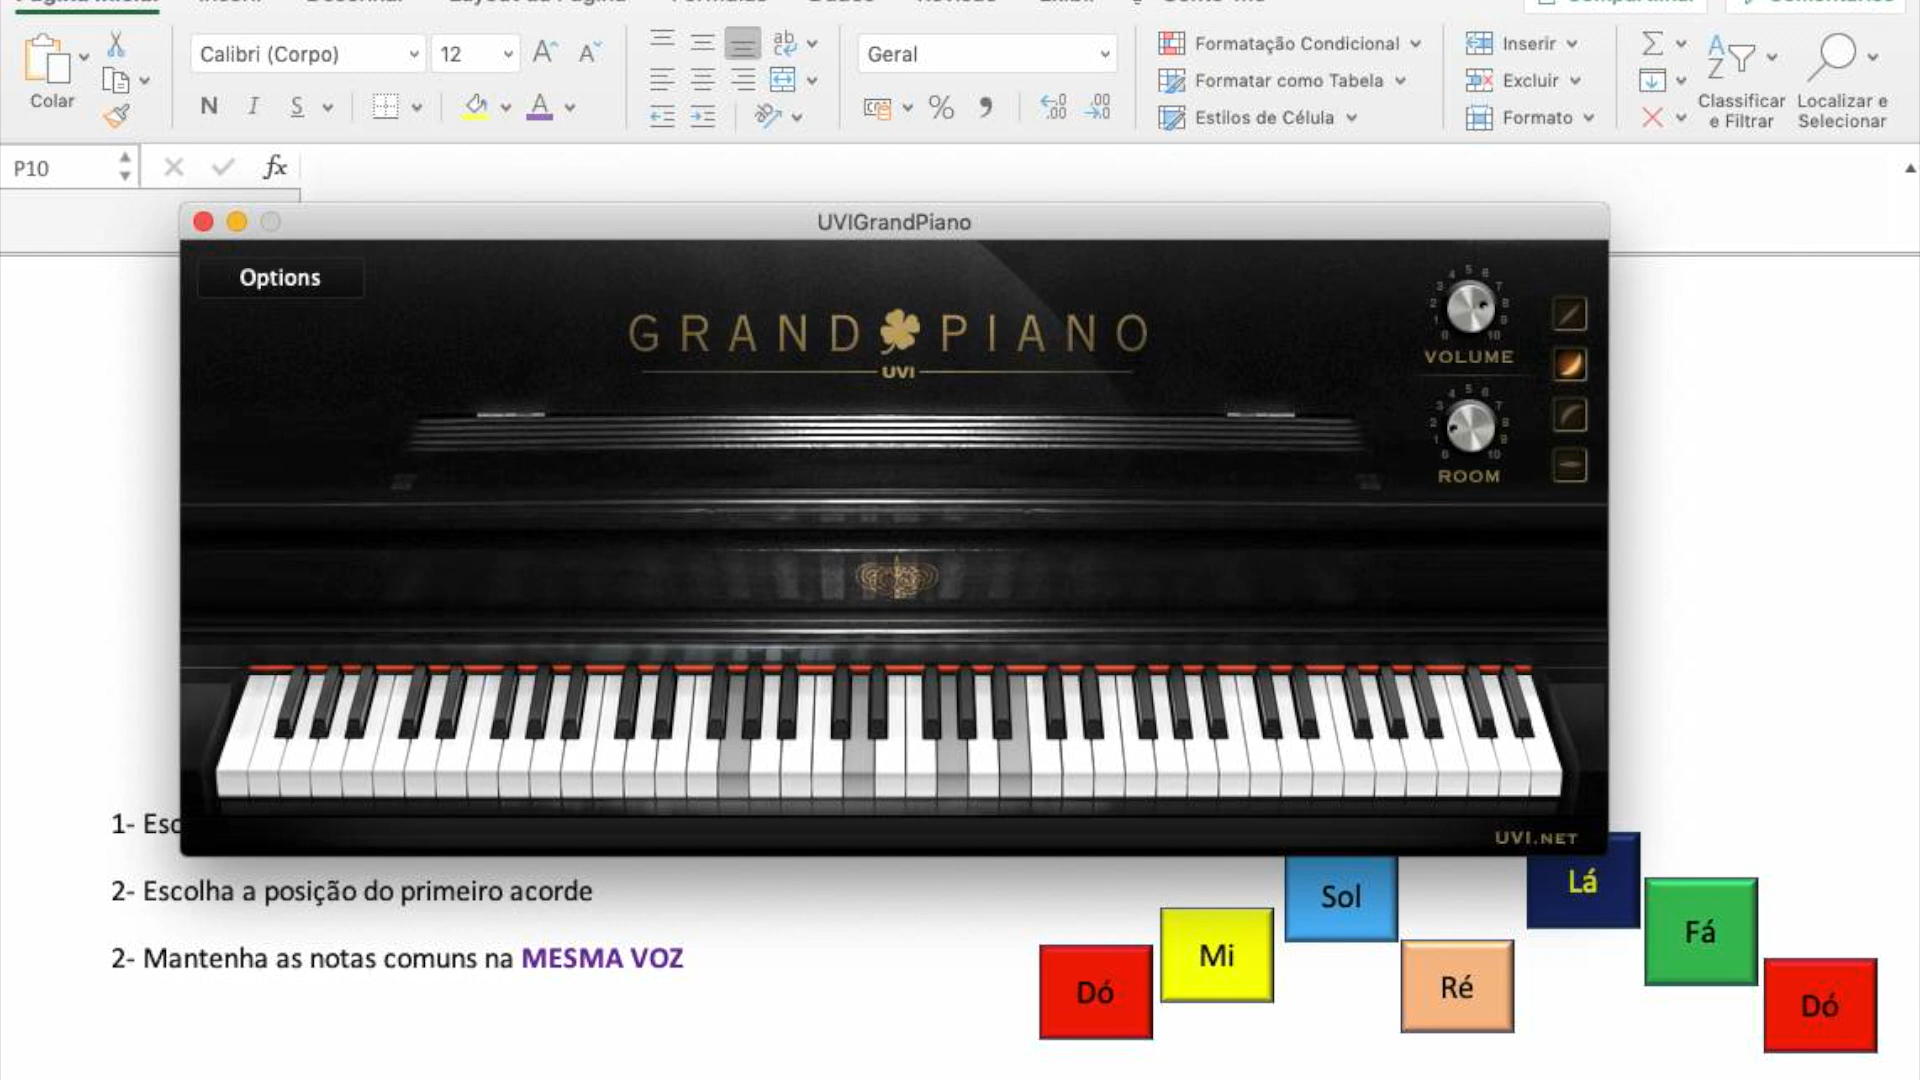 Calibri (Corpo)
12
Geral
Colar
N I S
%
Formatação Condicional
Formatar como Tabela
Estilos de Célula
Inserir
Excluir
Formato
Classificar
e Filtrar
Localizar e
Selecionar
P10
fx
UVIGrandPiano
Options
GRAND PIANO
UVI
VOLUME
ROOM
UVI.NET
1- Esc
2- Escolha a posição do primeiro acorde
2- Mantenha as notas comuns na MESMA VOZ
Dó
Mi
Sol
Ré
Lá
Fá
Dó